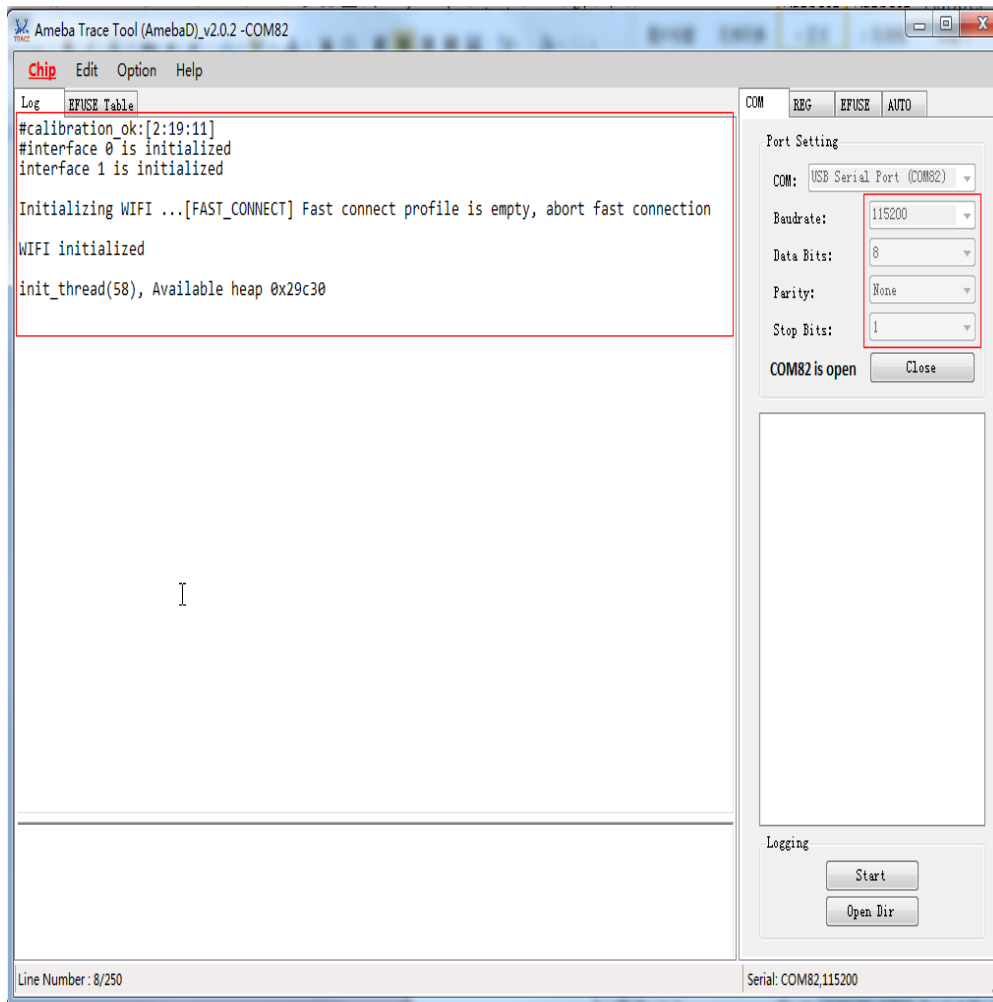 Ameba Trace Tool (AmebaD)_v2.0.2 -COM82
Chip Edit Option Help
Log EFUSE Table
#calibration_ok:[2:19:11]
#interface 0 is initialized
interface 1 is initialized
Initializing WIFI ...[FAST_CONNECT] Fast connect profile is empty, abort fast connection
WIFI initialized
init_thread(58), Available heap 0x29c30
COM REG EFUSE AUTO
Port Setting
COM: USB Serial Port (COM82)
Baudrate: 115200
Data Bits: 8
Parity: None
Stop Bits: 1
COM82 is open Close
Logging
Start
Open Dir
Line Number : 8/250
Serial: COM82,115200